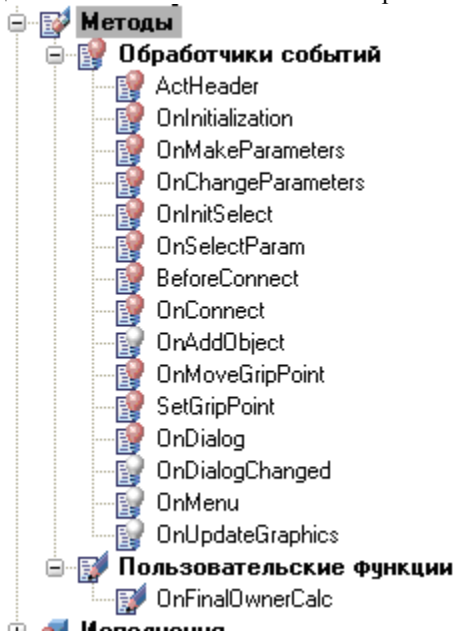 Методы
Обработчики событий
ActHeader
OnInitialization
OnMakeParameters
OnChangeParameters
OnInitSelect
OnSelectParam
BeforeConnect
OnConnect
OnAddObject
OnMoveGripPoint
SetGripPoint
OnDialog
OnDialogChanged
OnMenu
OnUpdateGraphics
Пользовательские функции
OnFinalOwnerCalc
Исполнения